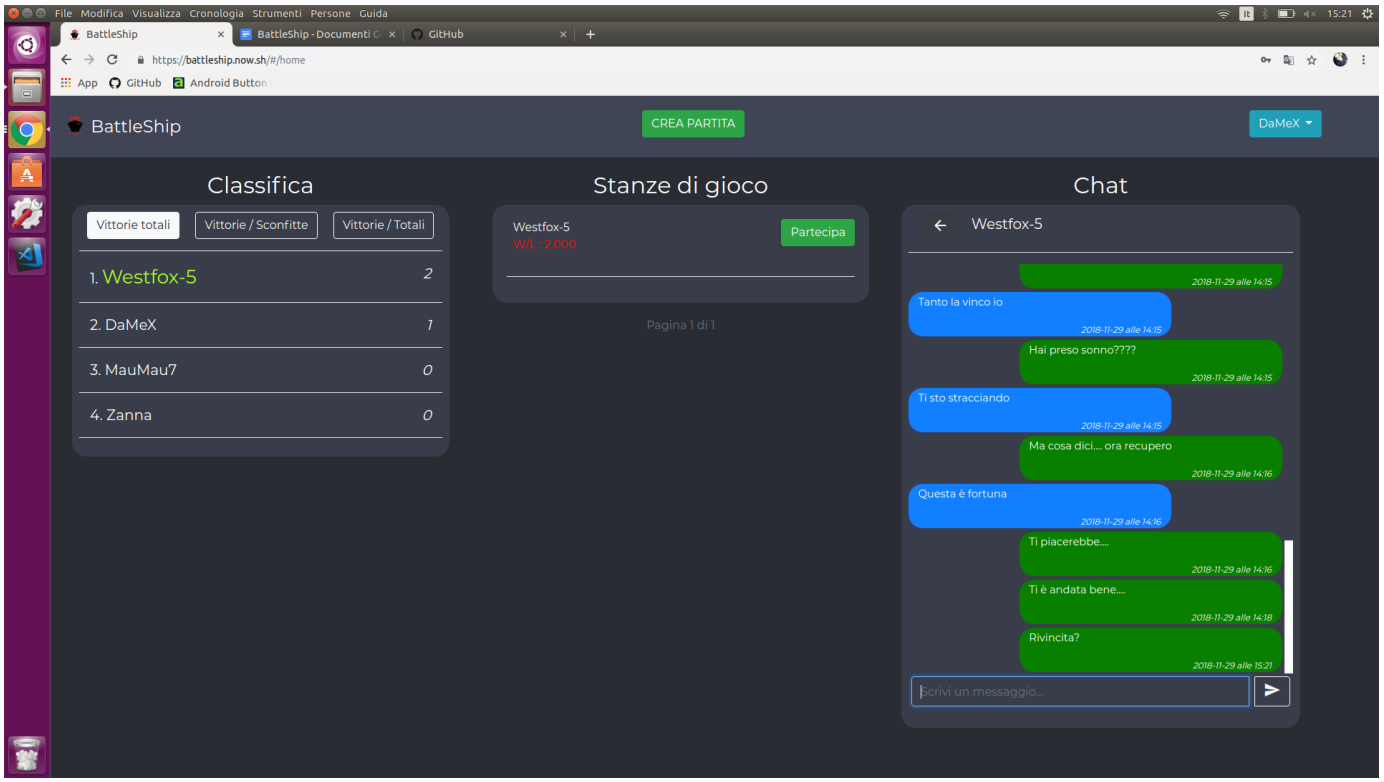 File Modifica Visualizza Cronologia Strumenti Persone Guida
It
15:21
BattleShip
BattleShip - Documenti G
GitHub
https://battleship.now.sh/#/home
App GitHub Android Button
BattleShip
CREA PARTITA
DaMeX
Classifica
Vittorie totali Vittorie / Sconfitte Vittorie / Totali
1. Westfox-5 2
2. DaMeX 1
3. MauMau7 0
4. Zanna 0
Stanze di gioco
Westfox-5
W/L : 2.000
Partecipa
Pagina 1 di 1
Chat
Westfox-5
2018-11-29 alle 14:15
Tanto la vinco io
2018-11-29 alle 14:15
Hai preso sonno????
2018-11-29 alle 14:15
Ti sto stracciando
2018-11-29 alle 14:15
Ma cosa dici.... ora recupero
2018-11-29 alle 14:16
Questa è fortuna
2018-11-29 alle 14:16
Ti piacerebbe....
2018-11-29 alle 14:16
Ti è andata bene....
2018-11-29 alle 14:18
Rivincita?
2018-11-29 alle 15:21
Scrivi un messaggio...